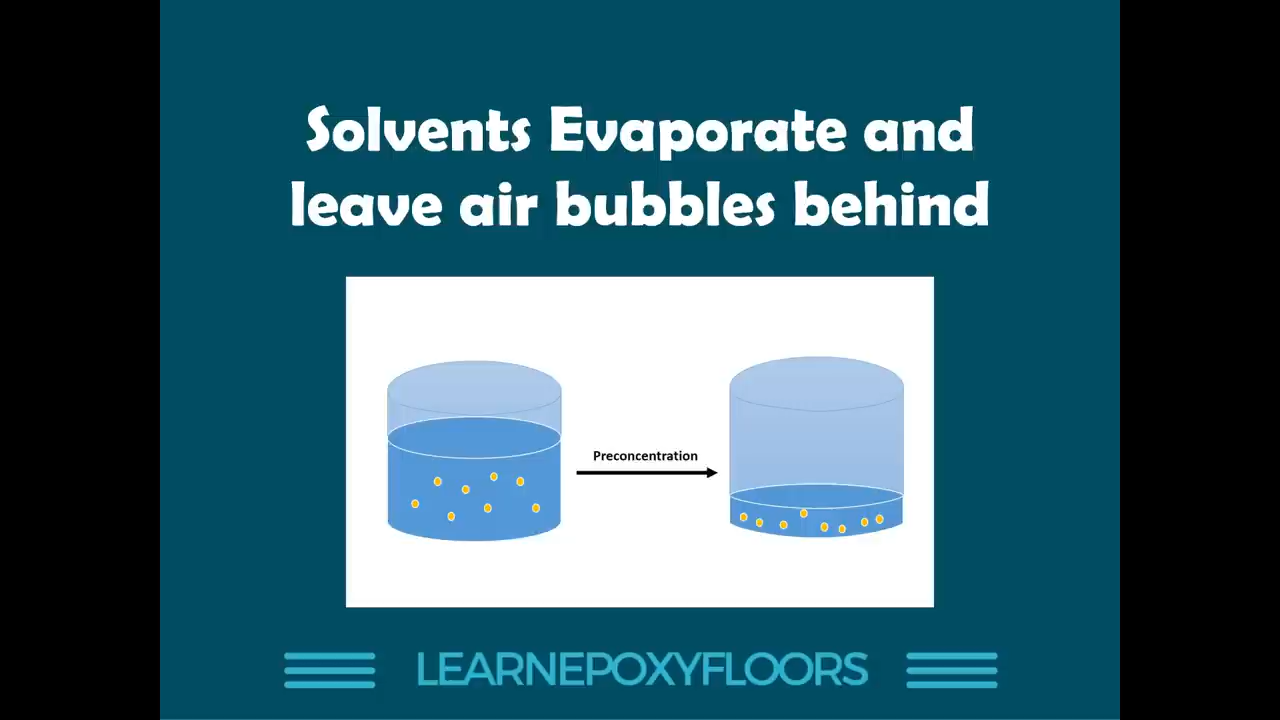 Solvents Evaporate and
leave air bubbles behind
Preconcentration
LEARNEPOXYFLOORS